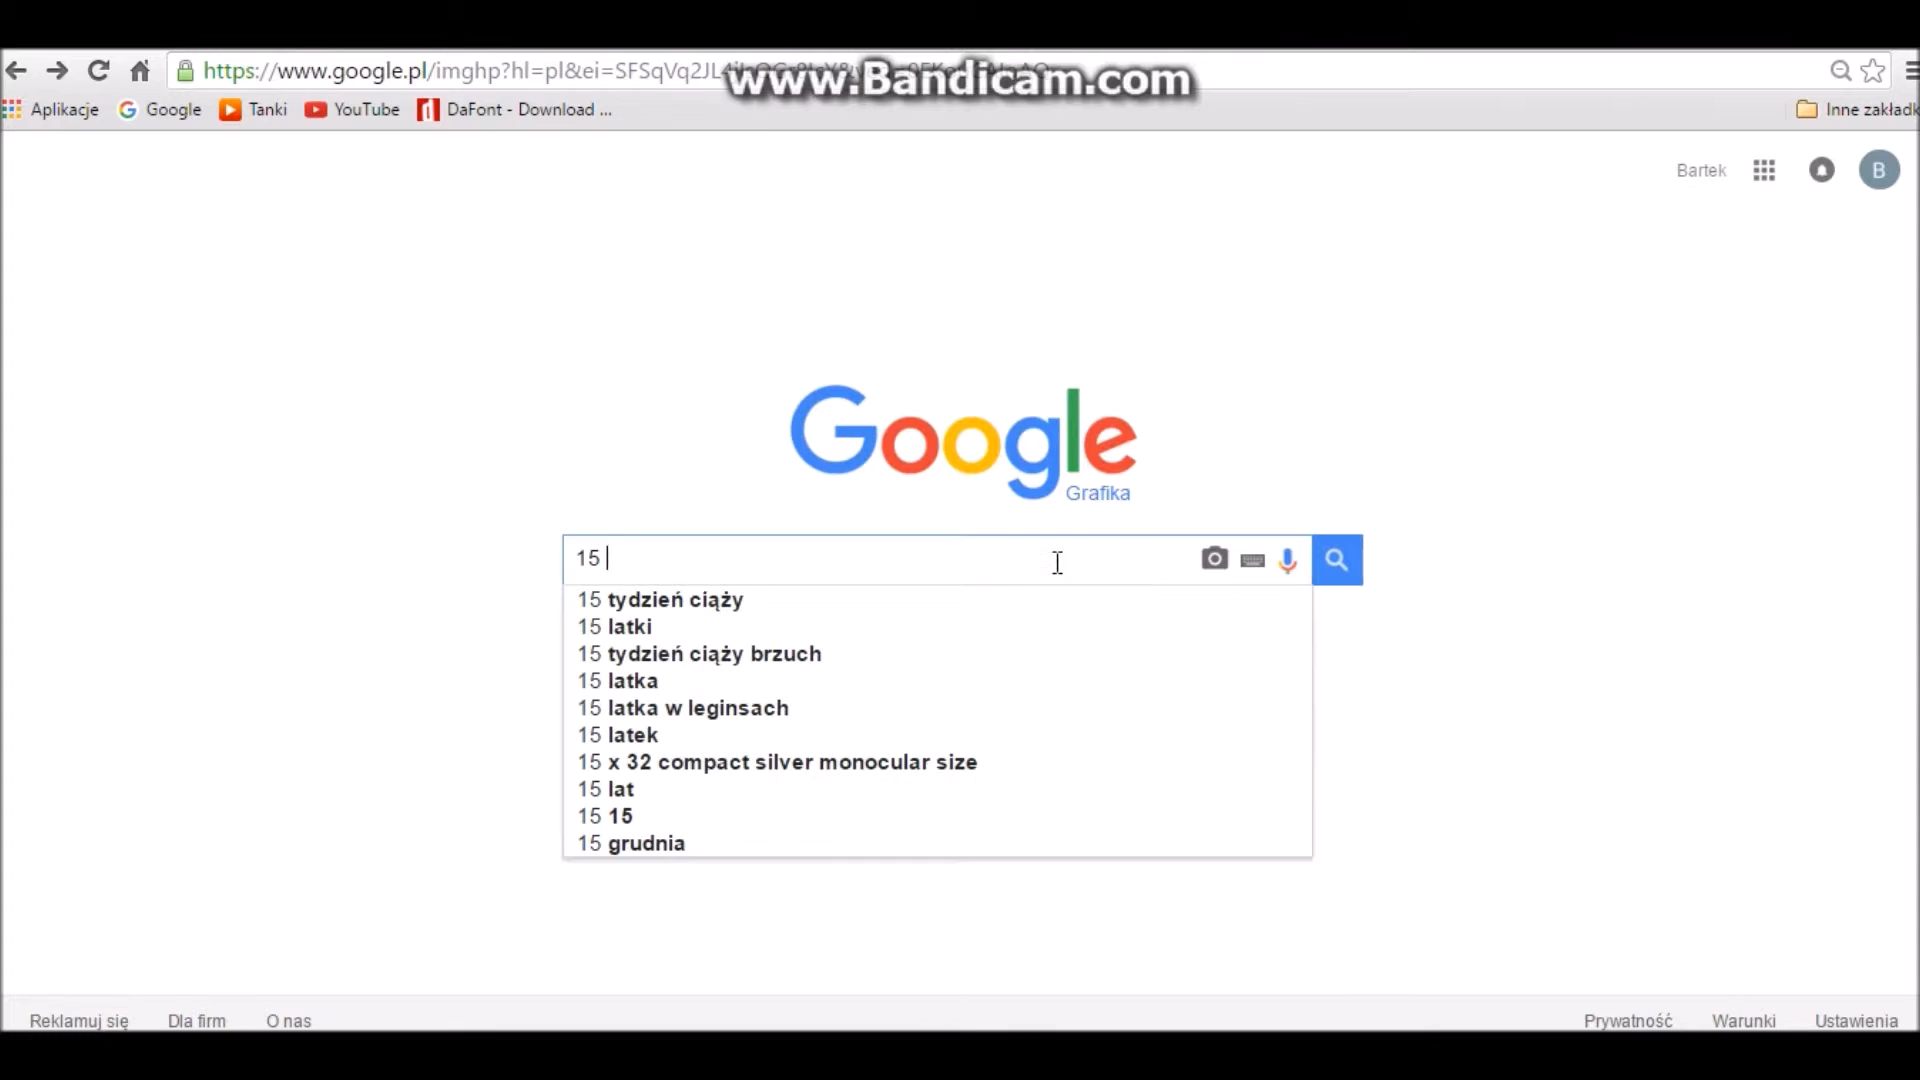 www.Bandicam.com
https://www.google.pl/imghp?hl=pl&ei=SFSqVq2JL
Aplikacje Google Tanki YouTube DaFont - Download ... Inne zakładk
Bartek B
Google
Grafika
15
15 tydzień ciąży
15 latki
15 tydzień ciąży brzuch
15 latka
15 latka w leginsach
15 latek
15 x 32 compact silver monocular size
15 lat
15 15
15 grudnia
Reklamuj się Dla firm O nas Prywatność Warunki Ustawienia